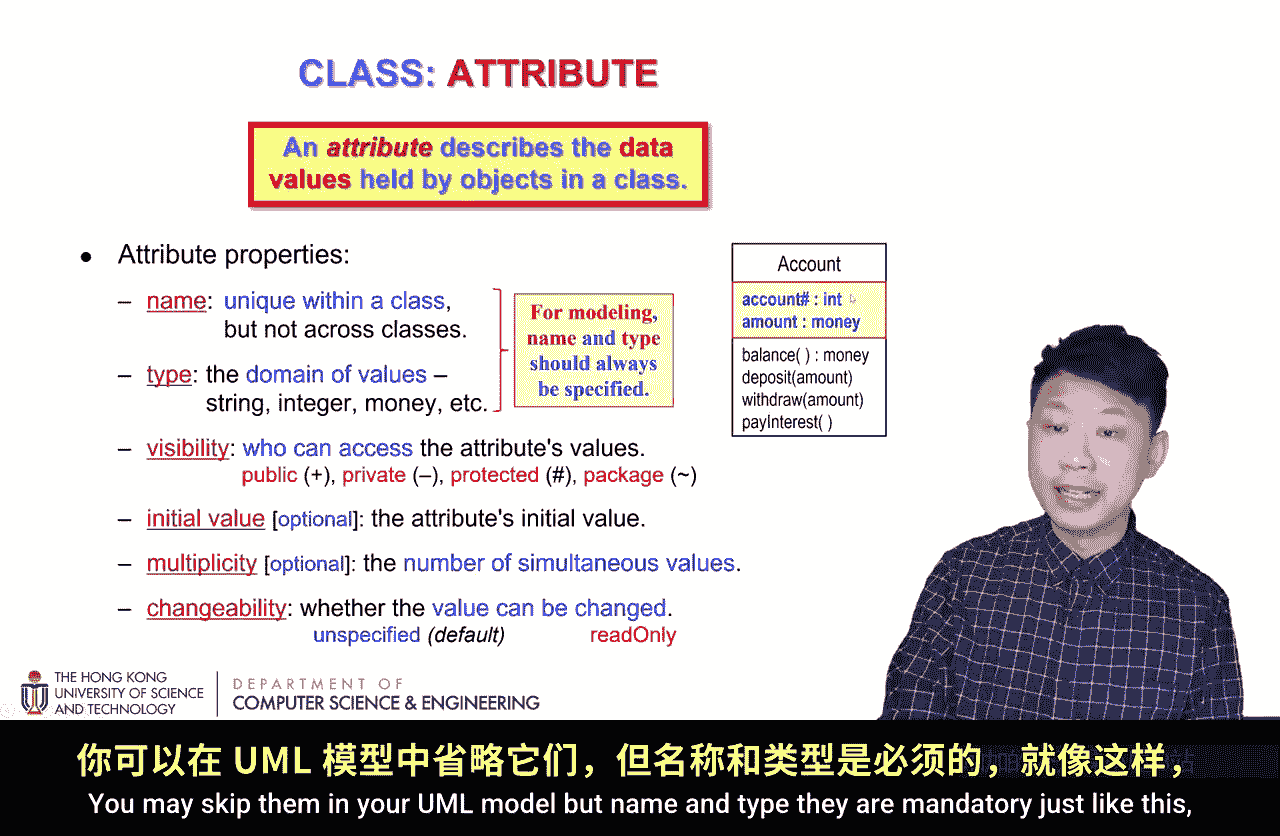 CLASS: ATTRIBUTE
An attribute describes the data
values held by objects in a class.
● Attribute properties:
– name: unique within a class,
but not across classes.
– type: the domain of values –
string, integer, money, etc.
For modeling,
name and type
should always
be specified.
– visibility: who can access the attribute's values.
public (+), private (–), protected (#), package (~)
– initial value [optional]: the attribute's initial value.
– multiplicity [optional]: the number of simultaneous values.
– changeability: whether the value can be changed.
unspecified (default) readOnly
Account
account# : int
amount : money
balance( ) : money
deposit(amount)
withdraw(amount)
payInterest( )
THE HONG KONG
UNIVERSITY OF SCIENCE
AND TECHNOLOGY
DEPARTMENT OF
COMPUTER SCIENCE & ENGINEERING
你可以在 UML 模型中省略它们，但名称和类型是必须的，就像这样，
You may skip them in your UML model but name and type they are mandatory just like this,